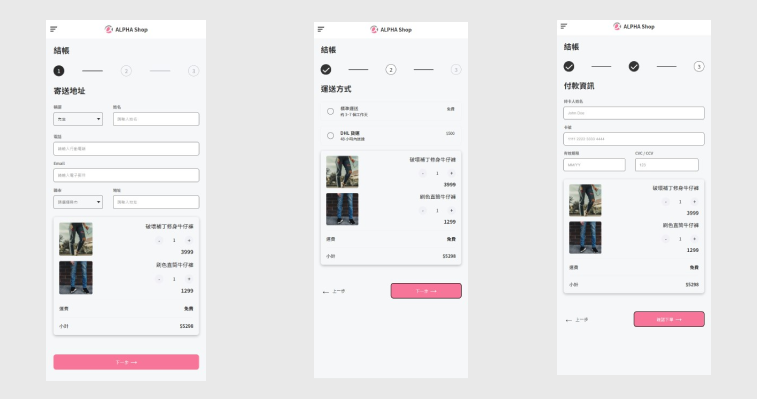 ALPHA Shop
結帳
1
2
3
寄送地址
稱謂
姓名
先生
請輸入姓名
電話
請輸入行動電話
Email
請輸入電子郵件
縣市
地址
請選擇縣市
請輸入地址
破壞補丁修身牛仔褲
- 1 +
3999
刷色直筒牛仔褲
- 1 +
1299
運費
免費
小計
$5298
下一步 →
ALPHA Shop
結帳
2
3
運送方式
標準運送
免費
約 3~7 個工作天
DHL 貨運
$500
48 小時內送達
破壞補丁修身牛仔褲
- 1 +
3999
刷色直筒牛仔褲
- 1 +
1299
運費
免費
小計
$5298
← 上一步
下一步 →
ALPHA Shop
結帳
3
付款資訊
持卡人姓名
John Doe
卡號
1111 2222 3333 4444
有效期限
CVC / CCV
MM/YY
123
破壞補丁修身牛仔褲
- 1 +
3999
刷色直筒牛仔褲
- 1 +
1299
運費
免費
小計
$5298
← 上一步
確認下單 →